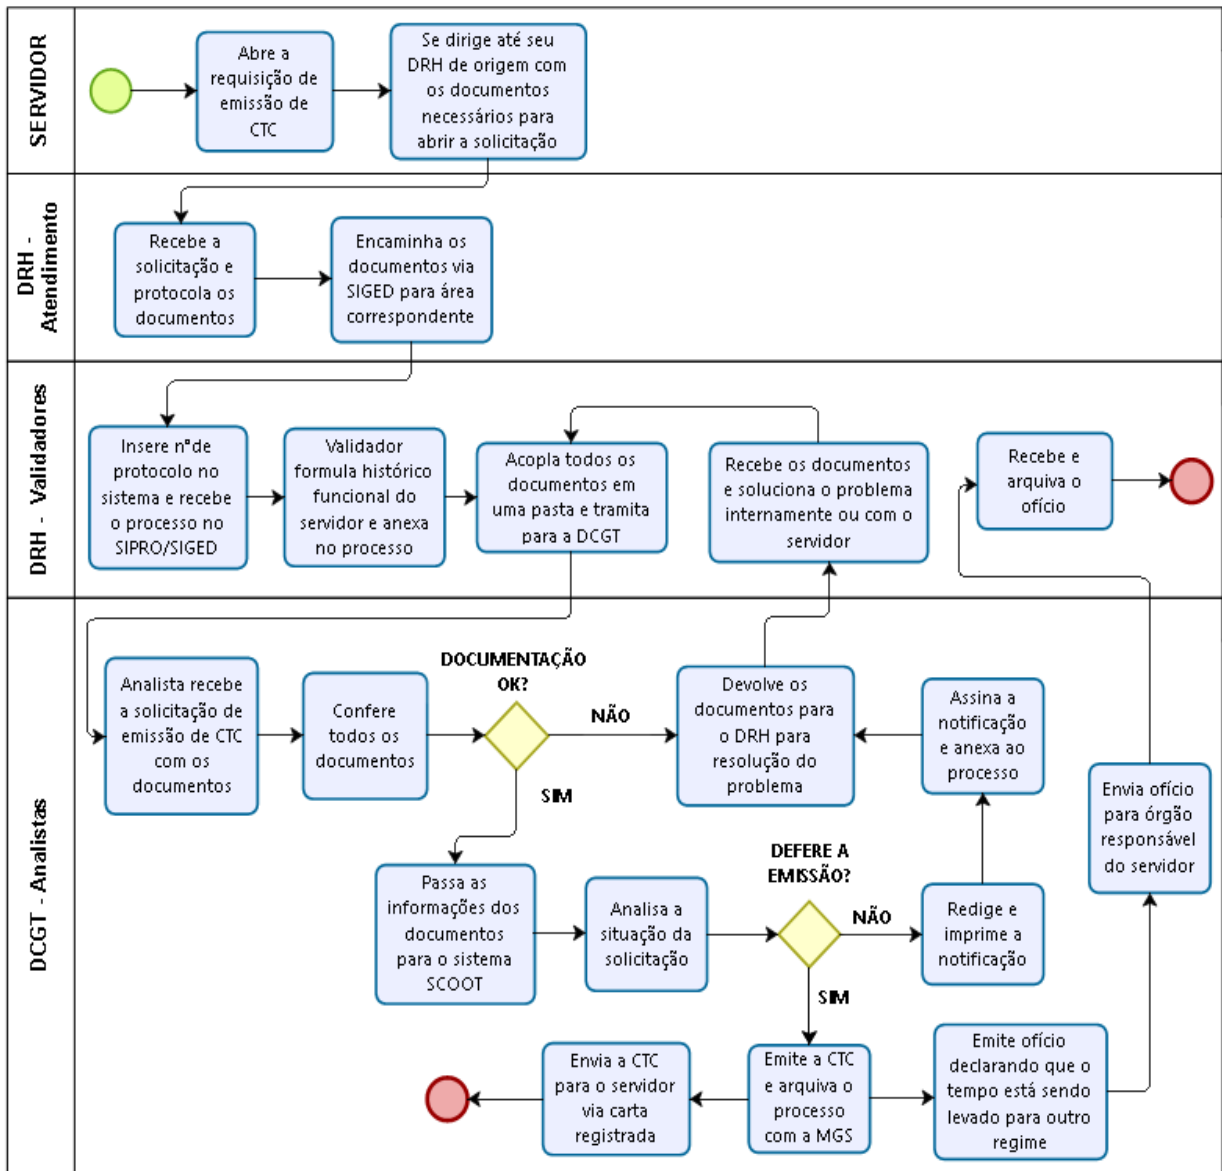 SERVIDOR
Abre a
requisição de
emissão de
CTC
Se dirige até seu
DRH de origem com
os documentos
necessários para
abrir a solicitação
DRH -
Atendimento
Recebe a
solicitação e
protocola os
documentos
Encaminha os
documentos via
SIGED para área
correspondente
DRH - Validadores
Insere n°de
protocolo no
sistema e recebe
o processo no
SIPRO/SIGED
Validador
formula histórico
funcional do
servidor e anexa
no processo
Acopla todos os
documentos em
uma pasta e tramita
para a DCGT
Recebe os documentos
e soluciona o problema
internamente ou com o
servidor
Recebe e
arquiva o
ofício
DCGT - Analistas
Analista recebe
a solicitação de
emissão de CTC
com os
documentos
Confere
todos os
documentos
DOCUMENTAÇÃO
OK?
NÃO
SIM
Devolve os
documentos para
o DRH para
resolução do
problema
Assina a
notificação
e anexa ao
processo
Envia ofício
para órgão
responsável
do servidor
Passa as
informações dos
documentos
para o sistema
SCOOT
Analisa a
situação da
solicitação
DEFERE A
EMISSÃO?
NÃO
SIM
Redige e
imprime a
notificação
Envia a CTC
para o servidor
via carta
registrada
Emite a CTC
e arquiva o
processo
com a MGS
Emite ofício
declarando que o
tempo está sendo
levado para outro
regime